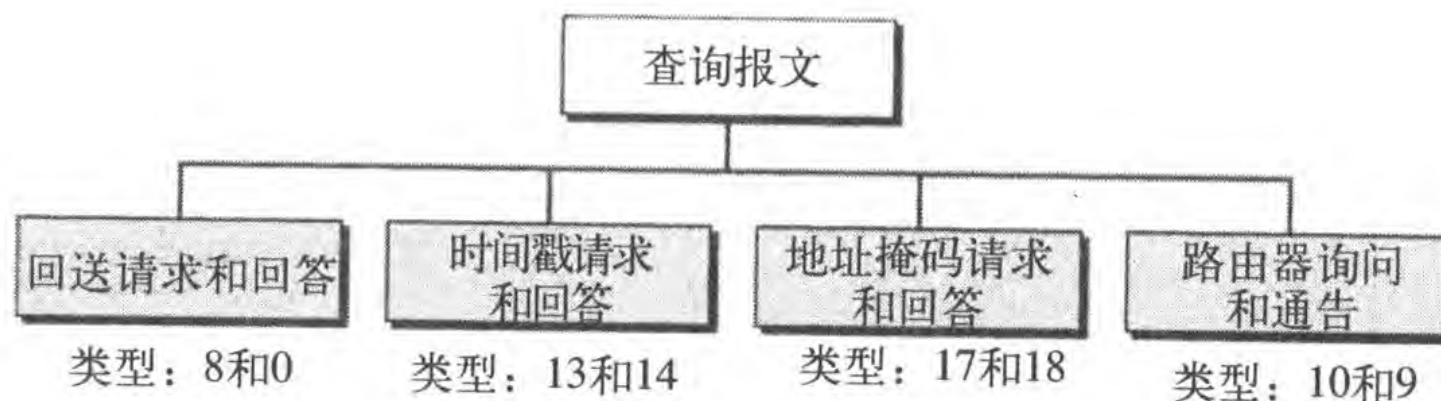 查询报文
回送请求和回答
时间戳请求
和回答
地址掩码请求
和回答
路由器询问
和通告
类型：8和0
类型：13和14
类型：17和18
类型：10和9